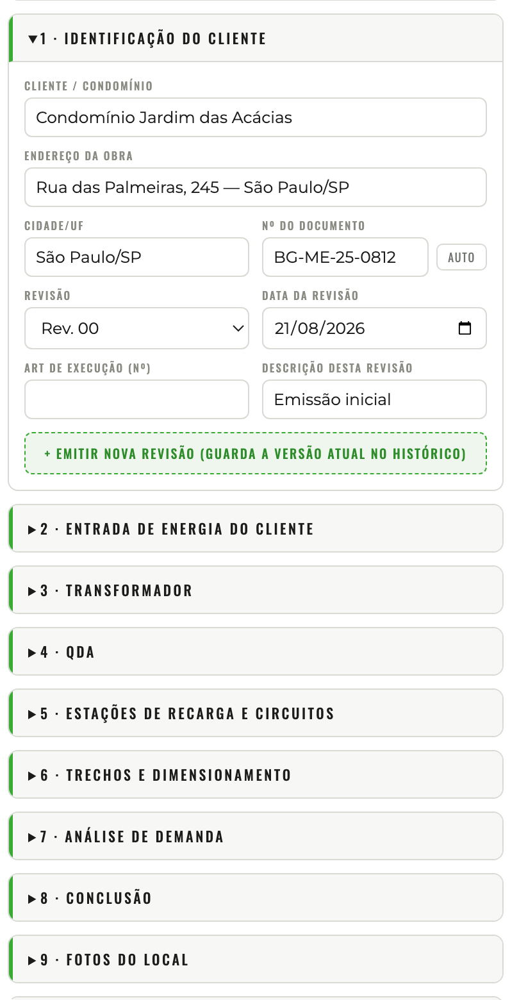 ▼1 · IDENTIFICAÇÃO DO CLIENTE
CLIENTE / CONDOMÍNIO
Condomínio Jardim das Acácias
ENDEREÇO DA OBRA
Rua das Palmeiras, 245 — São Paulo/SP
CIDADE/UF
São Paulo/SP
Nº DO DOCUMENTO
BG-ME-25-0812
AUTO
REVISÃO
Rev. 00
DATA DA REVISÃO
21/08/2026
ART DE EXECUÇÃO (Nº)
DESCRIÇÃO DESTA REVISÃO
Emissão inicial
+ EMITIR NOVA REVISÃO (GUARDA A VERSÃO ATUAL NO HISTÓRICO)
▶2 · ENTRADA DE ENERGIA DO CLIENTE
▶3 · TRANSFORMADOR
▶4 · QDA
▶5 · ESTAÇÕES DE RECARGA E CIRCUITOS
▶6 · TRECHOS E DIMENSIONAMENTO
▶7 · ANÁLISE DE DEMANDA
▶8 · CONCLUSÃO
▶9 · FOTOS DO LOCAL